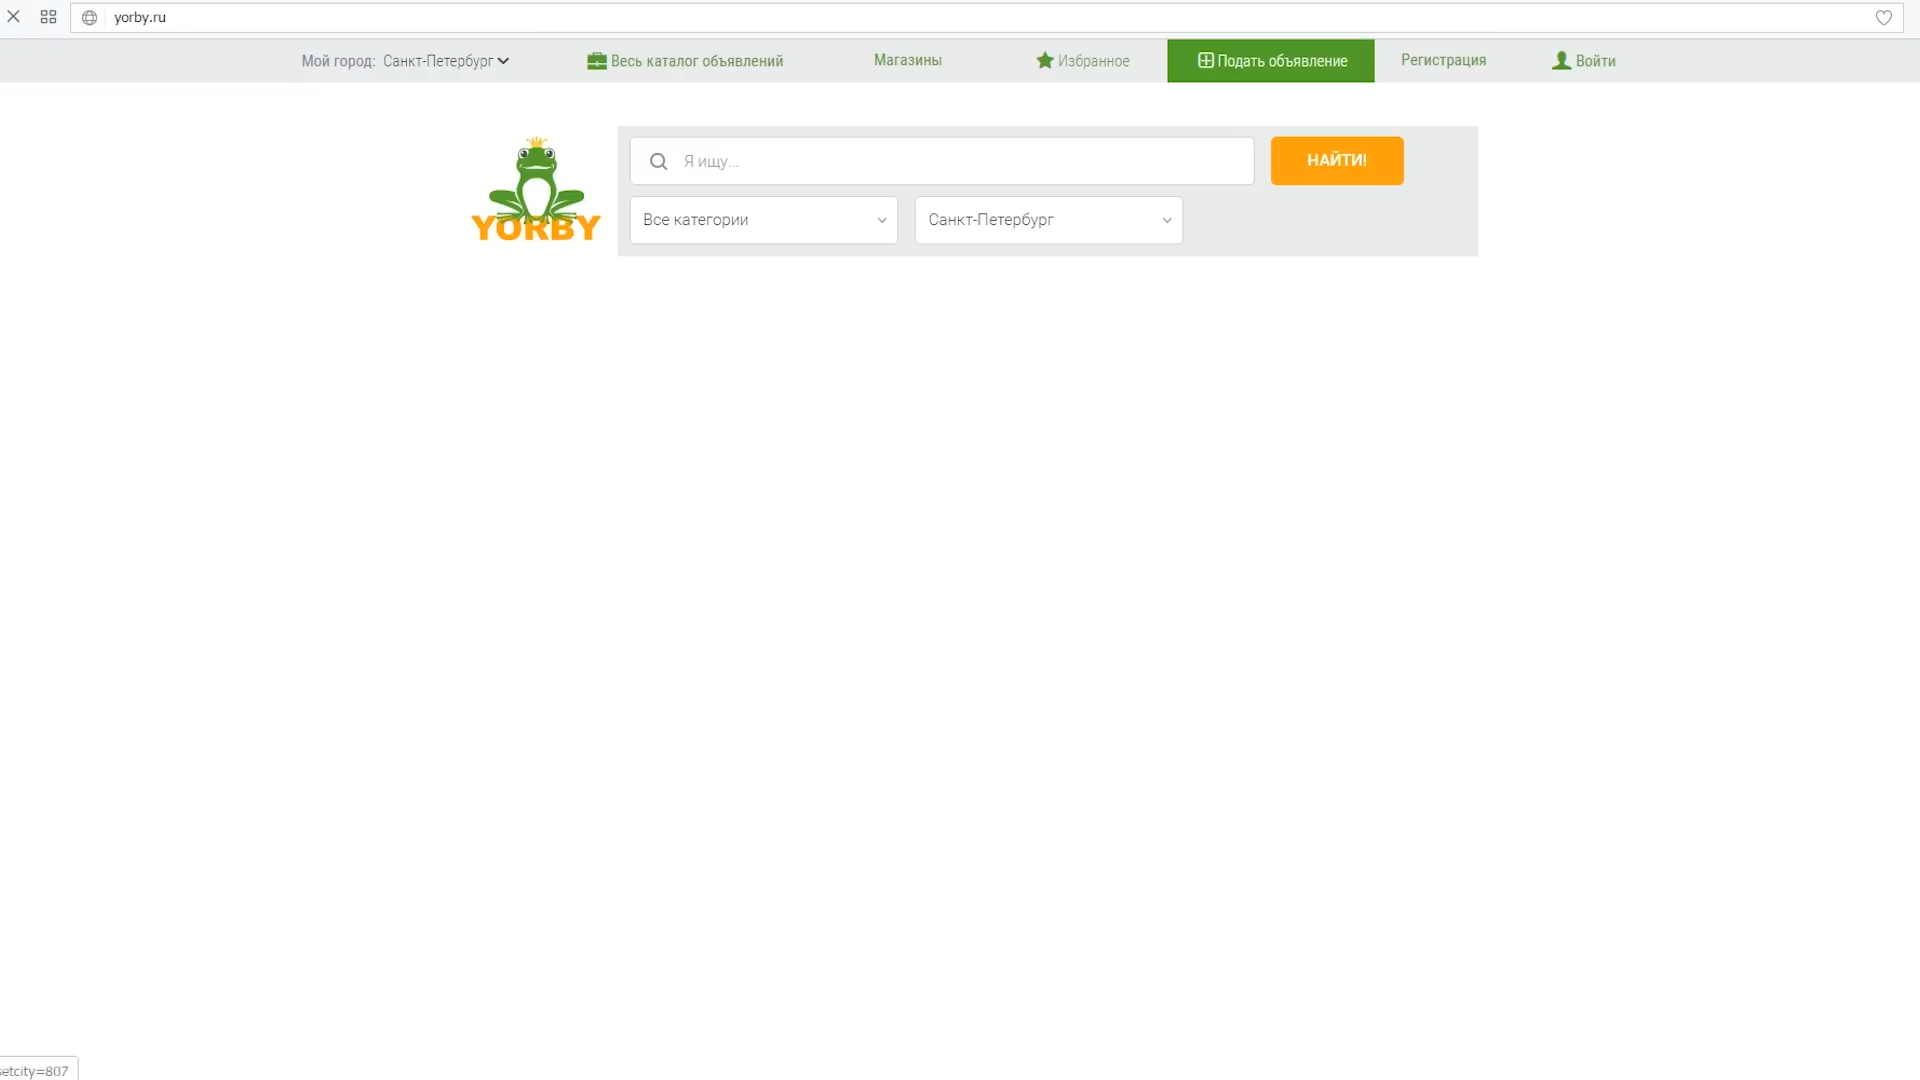 yorby.ru
Мой город: Санкт-Петербург
Весь каталог объявлений
Магазины
Избранное
Подать объявление
Регистрация
Войти
YORBY
Я ищу...
НАЙТИ!
Все категории
Санкт-Петербург
setcity=807